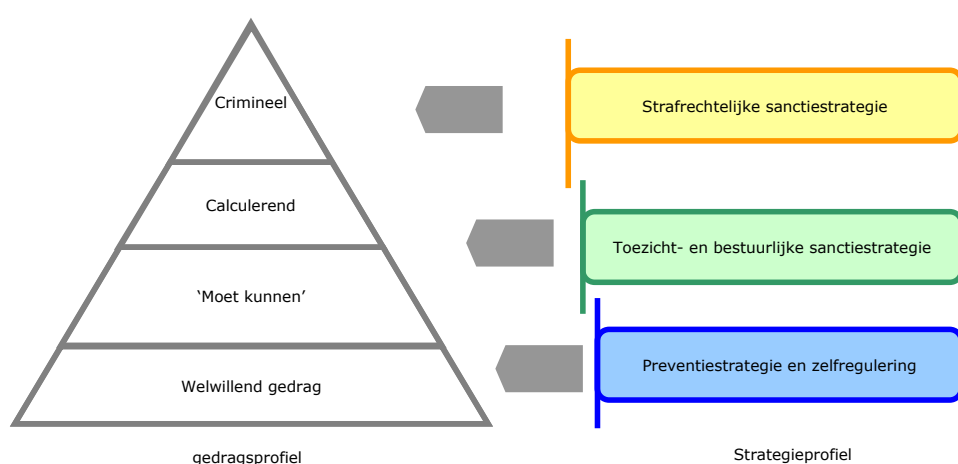 Crimineel
Strafrechtelijke sanctiestrategie
Calculerend
Toezicht- en bestuurlijke sanctiestrategie
‘Moet kunnen’
Preventiestrategie en zelfregulering
Welwillend gedrag
gedragsprofiel
Strategieprofiel